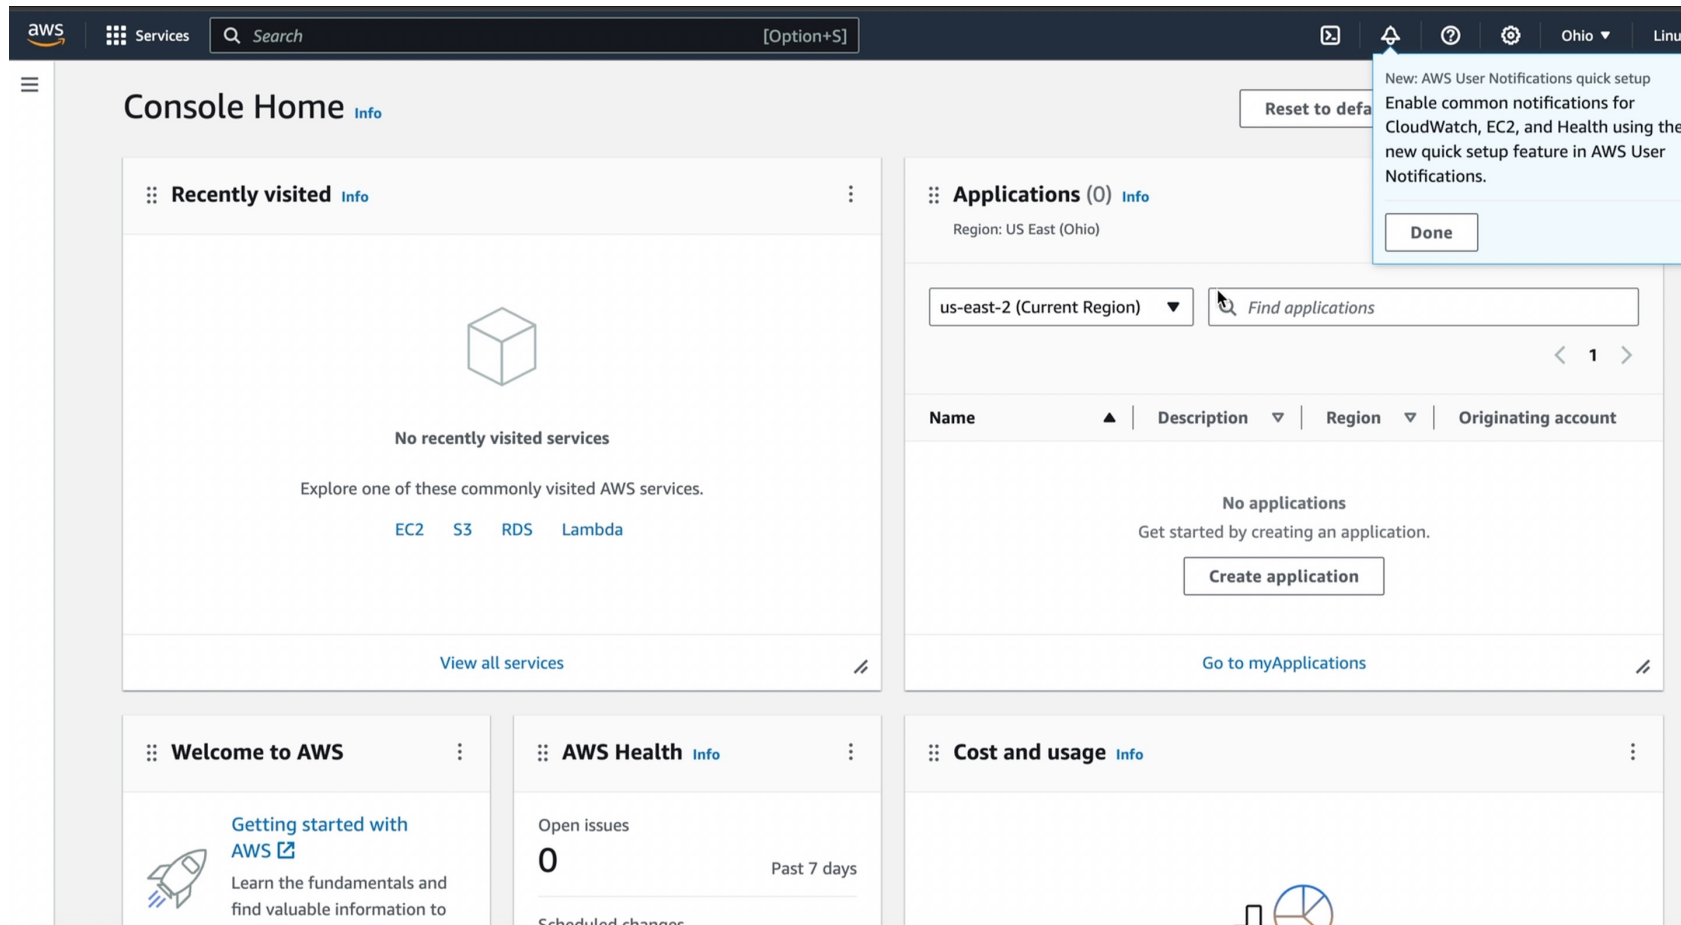 aws
Services
Search
[Option+S]
Ohio
Linu
Console Home Info
Reset to defa
New: AWS User Notifications quick setup
Enable common notifications for
CloudWatch, EC2, and Health using the
new quick setup feature in AWS User
Notifications.
Done
Recently visited Info
No recently visited services
Explore one of these commonly visited AWS services.
EC2 S3 RDS Lambda
View all services
Applications (0) Info
Region: US East (Ohio)
us-east-2 (Current Region)
Find applications
1
Name Description Region Originating account
No applications
Get started by creating an application.
Create application
Go to myApplications
Welcome to AWS
Getting started with
AWS
Learn the fundamentals and
find valuable information to
AWS Health Info
Open issues
0
Past 7 days
Scheduled changes
Cost and usage Info